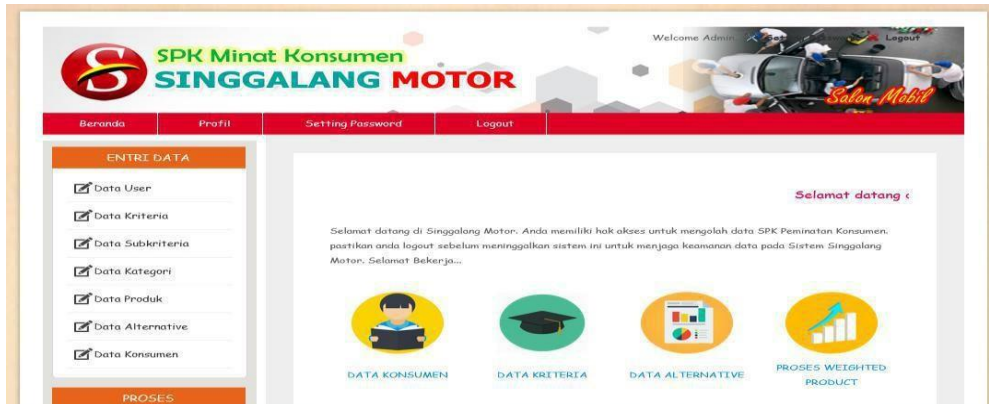 Welcome Admin
Logout
SPK Minat Konsumen
SINGGALANG MOTOR
Salon-Mobil
Beranda Profil Setting Password Logout
ENTRI DATA
Data User
Data Kriteria
Data Subkriteria
Data Kategori
Data Produk
Data Alternative
Data Konsumen
PROSES
Selamat datang
Selamat datang di Singgalang Motor. Anda memiliki hak akses untuk mengolah data SPK Peminatan Konsumen.
pastikan anda logout sebelum meninggalkan sistem ini untuk menjaga keamanan data pada Sistem Singgalang
Motor. Selamat Bekerja...
DATA KONSUMEN
DATA KRITERIA
DATA ALTERNATIVE
PROSES WEIGHTED
PRODUCT